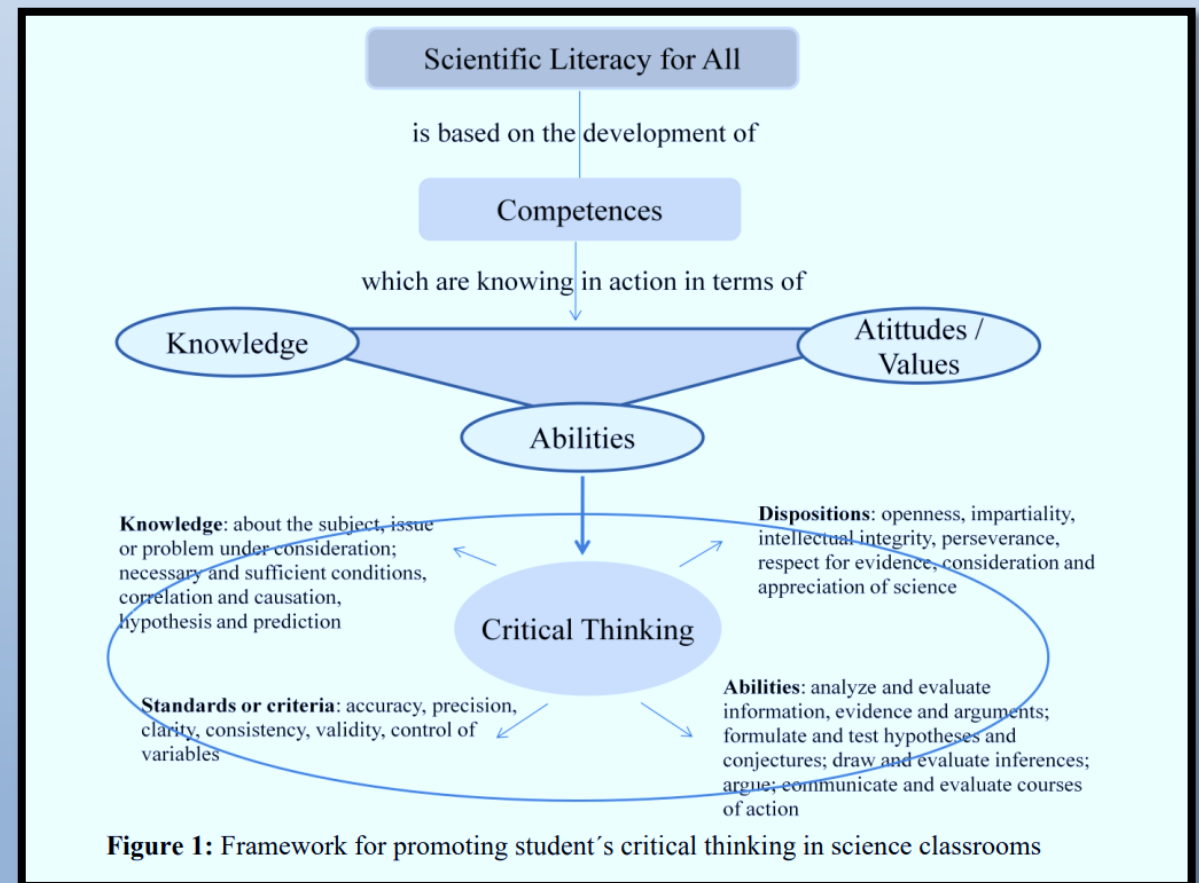 Scientific Literacy for All
is based on the development of
Competences
which are knowing in action in terms of
Knowledge
Atittudes /
Values
Abilities
Knowledge: about the subject, issue
or problem under consideration;
necessary and sufficient conditions,
correlation and causation,
hypothesis and prediction
Dispositions: openness, impartiality,
intellectual integrity, perseverance,
respect for evidence, consideration and
appreciation of science
Critical Thinking
Standards or criteria: accuracy, precision,
clarity, consistency, validity, control of
variables
Abilities: analyze and evaluate
information, evidence and arguments;
formulate and test hypotheses and
conjectures; draw and evaluate inferences;
argue; communicate and evaluate courses
of action
Figure 1: Framework for promoting student´s critical thinking in science classrooms